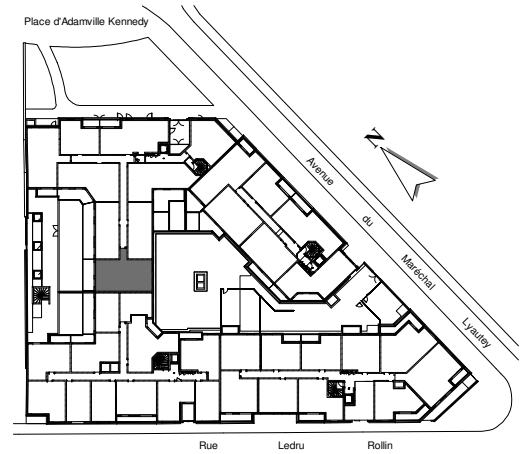 Place d'Adamville Kennedy
N
Avenue du Maréchal Lyautey
Rue Ledru Rollin